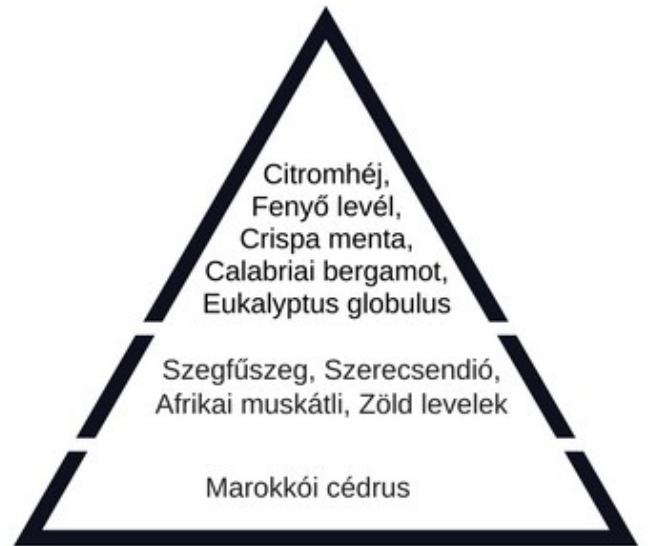 Citromhéj,
Fenyő levél,
Crispa menta,
Calabriai bergamot,
Eukalyptus globulus
Szegfűszeg, Szerecsendió,
Afrikai muskátli, Zöld levelek
Marokkói cédrus